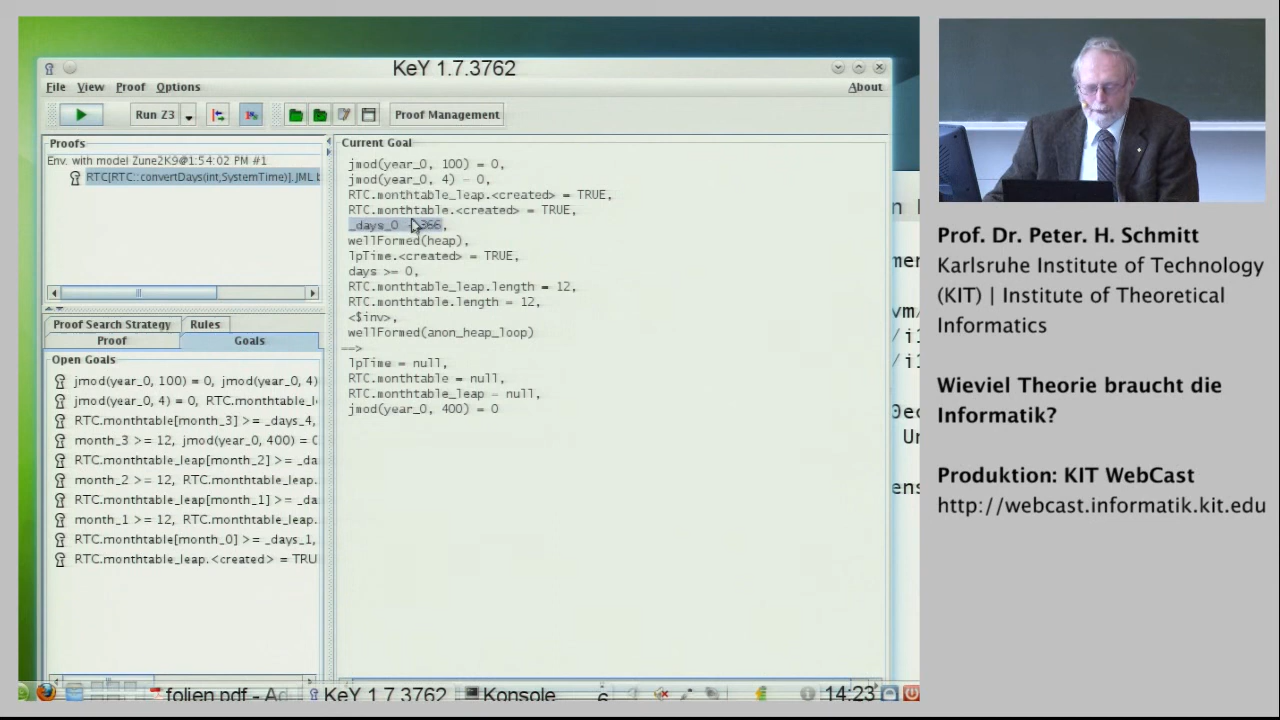 KeY 1.7.3762
File View Proof Options About
Run Z3 Proof Management
Proofs
Env. with model Zune2K9@1:54:02 PM #1
RTC[RTC::convertDays(int,SystemTime)].JML
Proof Search Strategy Rules
Proof Goals
Open Goals
jmod(year_0, 100) = 0, jmod(year_0, 4)
jmod(year_0, 4) = 0, RTC.monthtable_l
RTC.monthtable[month_3] >= _days_4,
month_3 >= 12, jmod(year_0, 400) = 0
RTC.monthtable_leap[month_2] >= _da
month_2 >= 12, RTC.monthtable_leap.
RTC.monthtable_leap[month_1] >= _da
month_1 >= 12, RTC.monthtable_leap.
RTC.monthtable[month_0] >= _days_1,
RTC.monthtable_leap.<created> = TRU
Current Goal
jmod(year_0, 100) = 0,
jmod(year_0, 4) = 0,
RTC.monthtable_leap.<created> = TRUE,
RTC.monthtable.<created> = TRUE,
_days_0 = 366,
wellFormed(heap),
lpTime.<created> = TRUE,
days >= 0,
RTC.monthtable_leap.length = 12,
RTC.monthtable.length = 12,
<$inv>,
wellFormed(anon_heap_loop)
==>
lpTime = null,
RTC.monthtable = null,
RTC.monthtable_leap = null,
jmod(year_0, 400) = 0
folien.pdf - Ad KeY 1.7.3762 Konsole 14:23
Prof. Dr. Peter. H. Schmitt
Karlsruhe Institute of Technology
(KIT) | Institute of Theoretical
Informatics
Wieviel Theorie braucht die
Informatik?
Produktion: KIT WebCast
http://webcast.informatik.kit.edu